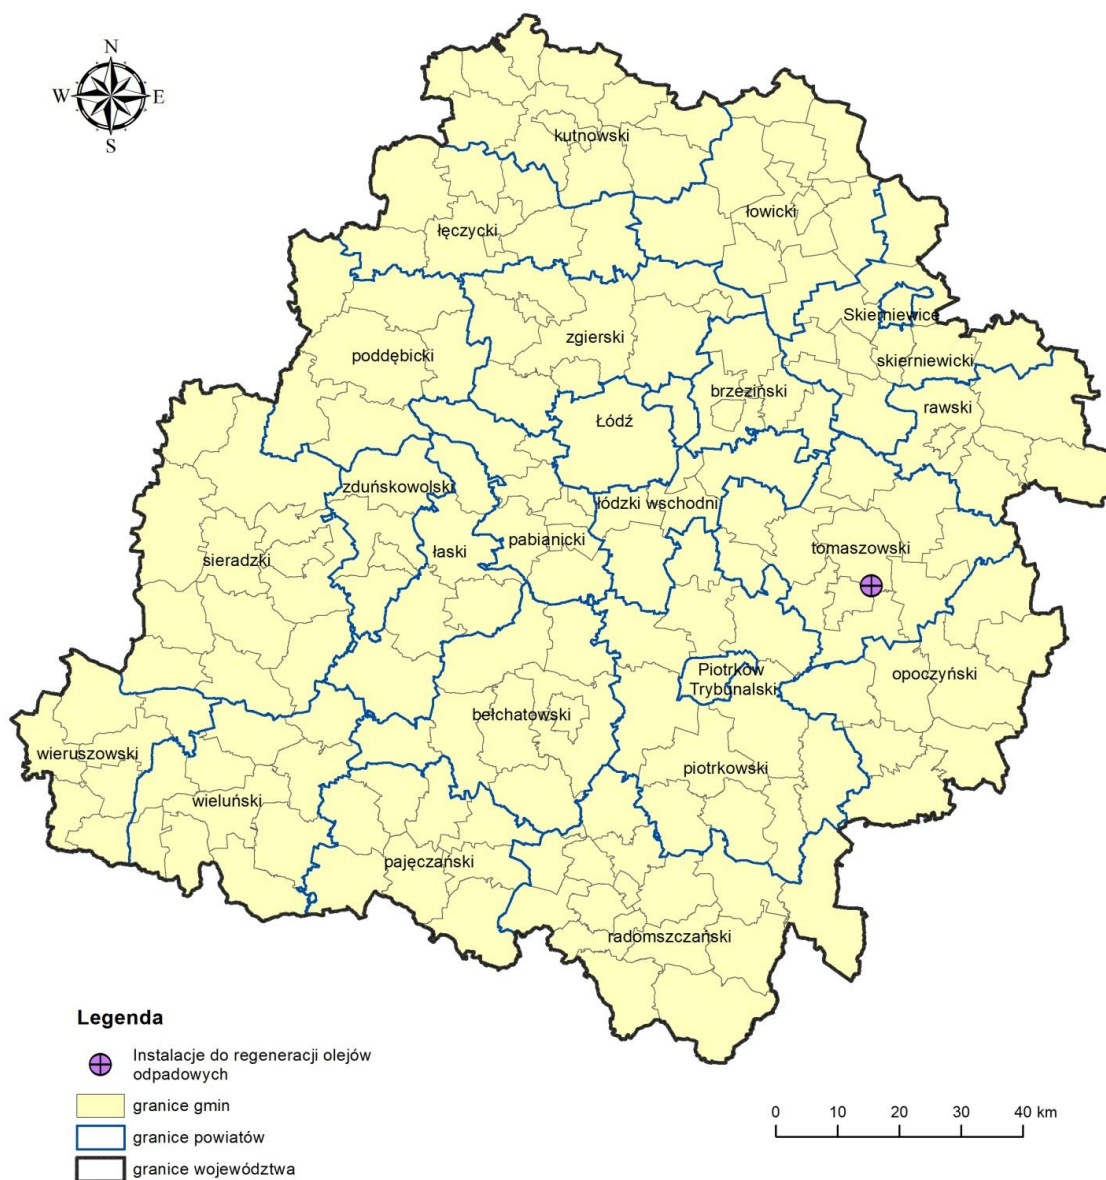 N
W E
S
kutnowski
łowicki
łęczycki
Skierniewice
zgierski
poddębicki
skierniewicki
brzeziński
rawski
Łódź
zduńskowolski
łódzki wschodni
sieradzki
łaski
pabianicki
tomaszowski
Piotrków
Trybunalski
opoczyński
bełchatowski
wieruszowski
piotrkowski
wieluński
pajęczański
radomszczański
Legenda
Instalacje do regeneracji olejów
odpadowych
granice gmin
granice powiatów
granice województwa
0 10 20 30 40 km